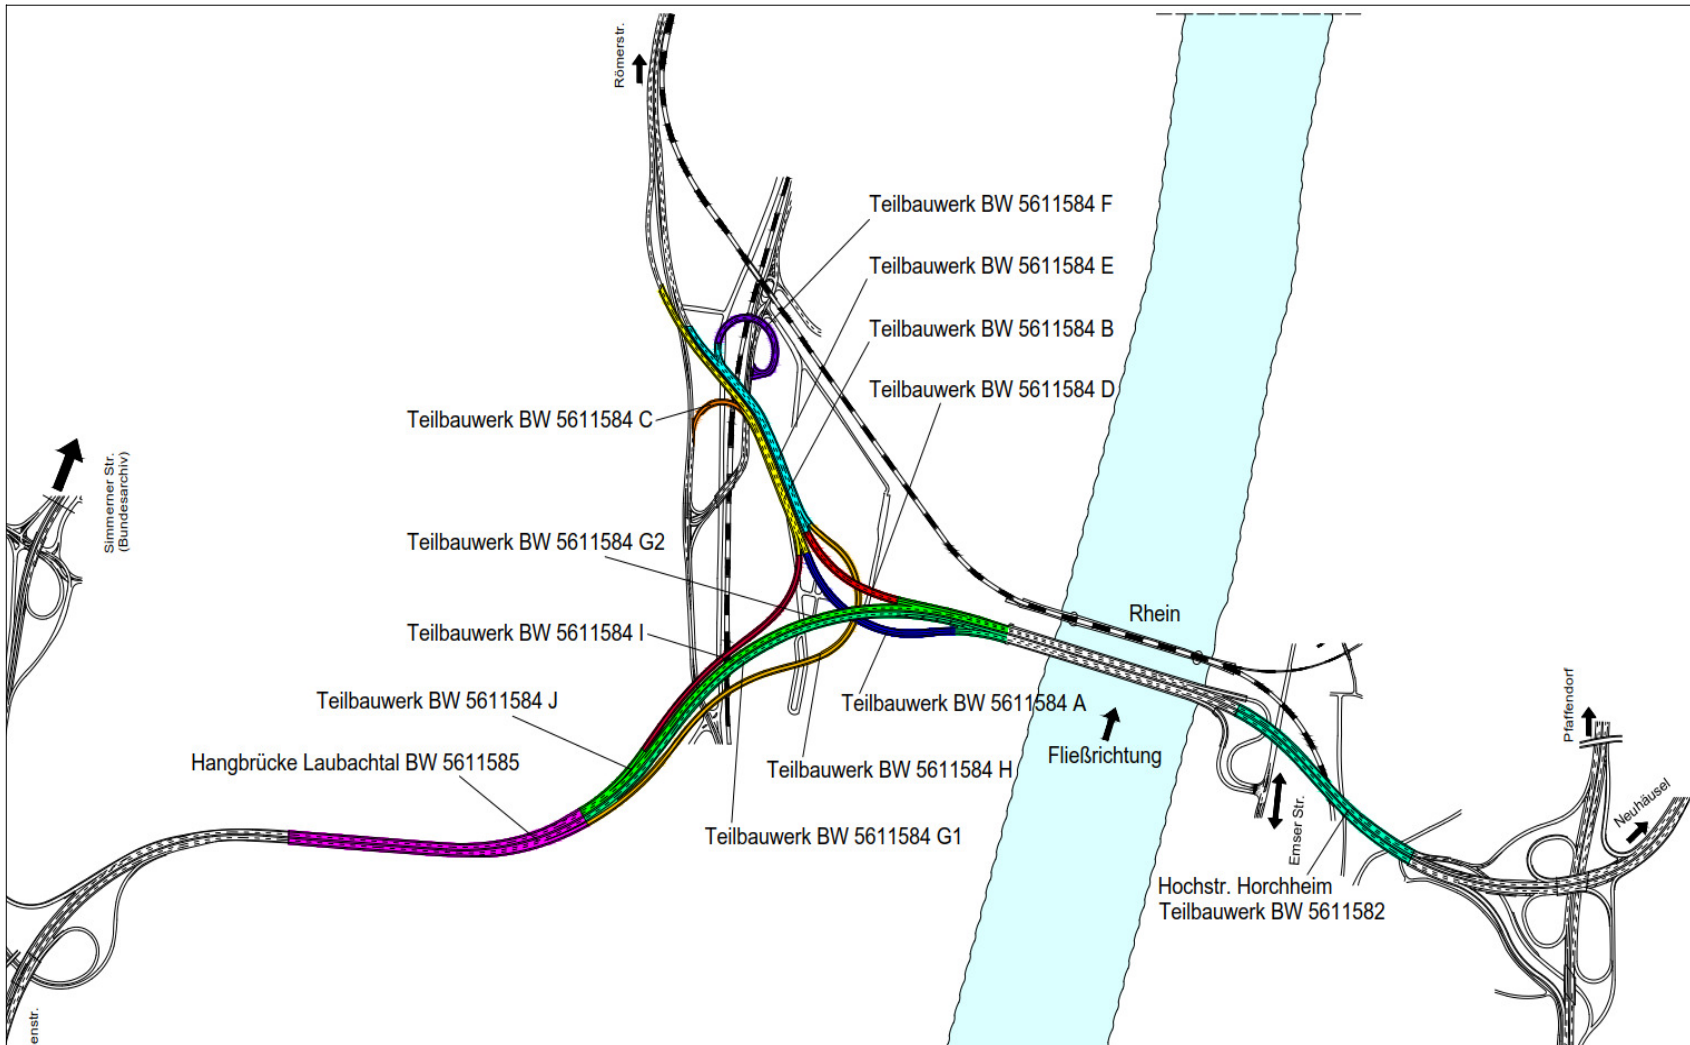 Römerstr.
Teilbauwerk BW 5611584 F
Teilbauwerk BW 5611584 E
Teilbauwerk BW 5611584 B
Teilbauwerk BW 5611584 D
Teilbauwerk BW 5611584 C
Simmerner Str.
(Bundesarchiv)
Teilbauwerk BW 5611584 G2
Teilbauwerk BW 5611584 I
Rhein
Teilbauwerk BW 5611584 J
Teilbauwerk BW 5611584 A
Pfaffendorf
Hangbrücke Laubachtal BW 5611585
Teilbauwerk BW 5611584 H
Fließrichtung
Teilbauwerk BW 5611584 G1
Emser Str.
Neuhäusel
Hochstr. Horchheim
Teilbauwerk BW 5611582
enstr.